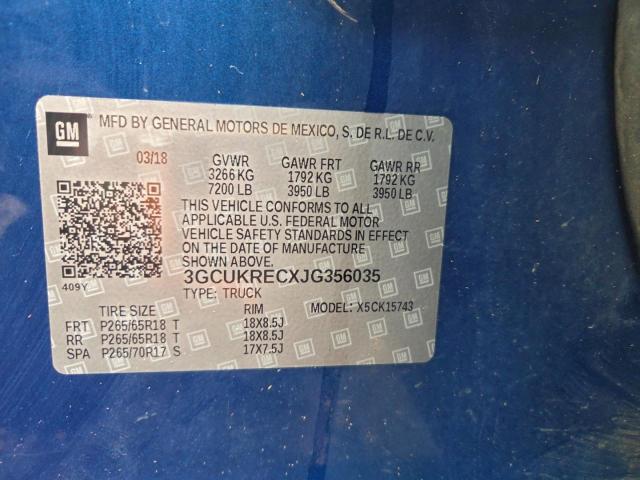 GM
MFD BY GENERAL MOTORS DE MEXICO, S. DE R.L. DE C.V.
03/18 GVWR GAWR FRT GAWR RR
3266 KG 1792 KG 1792 KG
7200 LB 3950 LB 3950 LB
THIS VEHICLE CONFORMS TO ALL
APPLICABLE U.S. FEDERAL MOTOR
VEHICLE SAFETY STANDARDS IN EFFECT
ON THE DATE OF MANUFACTURE
SHOWN ABOVE.
409Y 3GCUKRECXJG356035
TYPE: TRUCK MODEL: X5CK15743
TIRE SIZE RIM
FRT P265/65R18 T 18X8.5J
RR P265/65R18 T 18X8.5J
SPA P265/70R17 S 17X7.5J